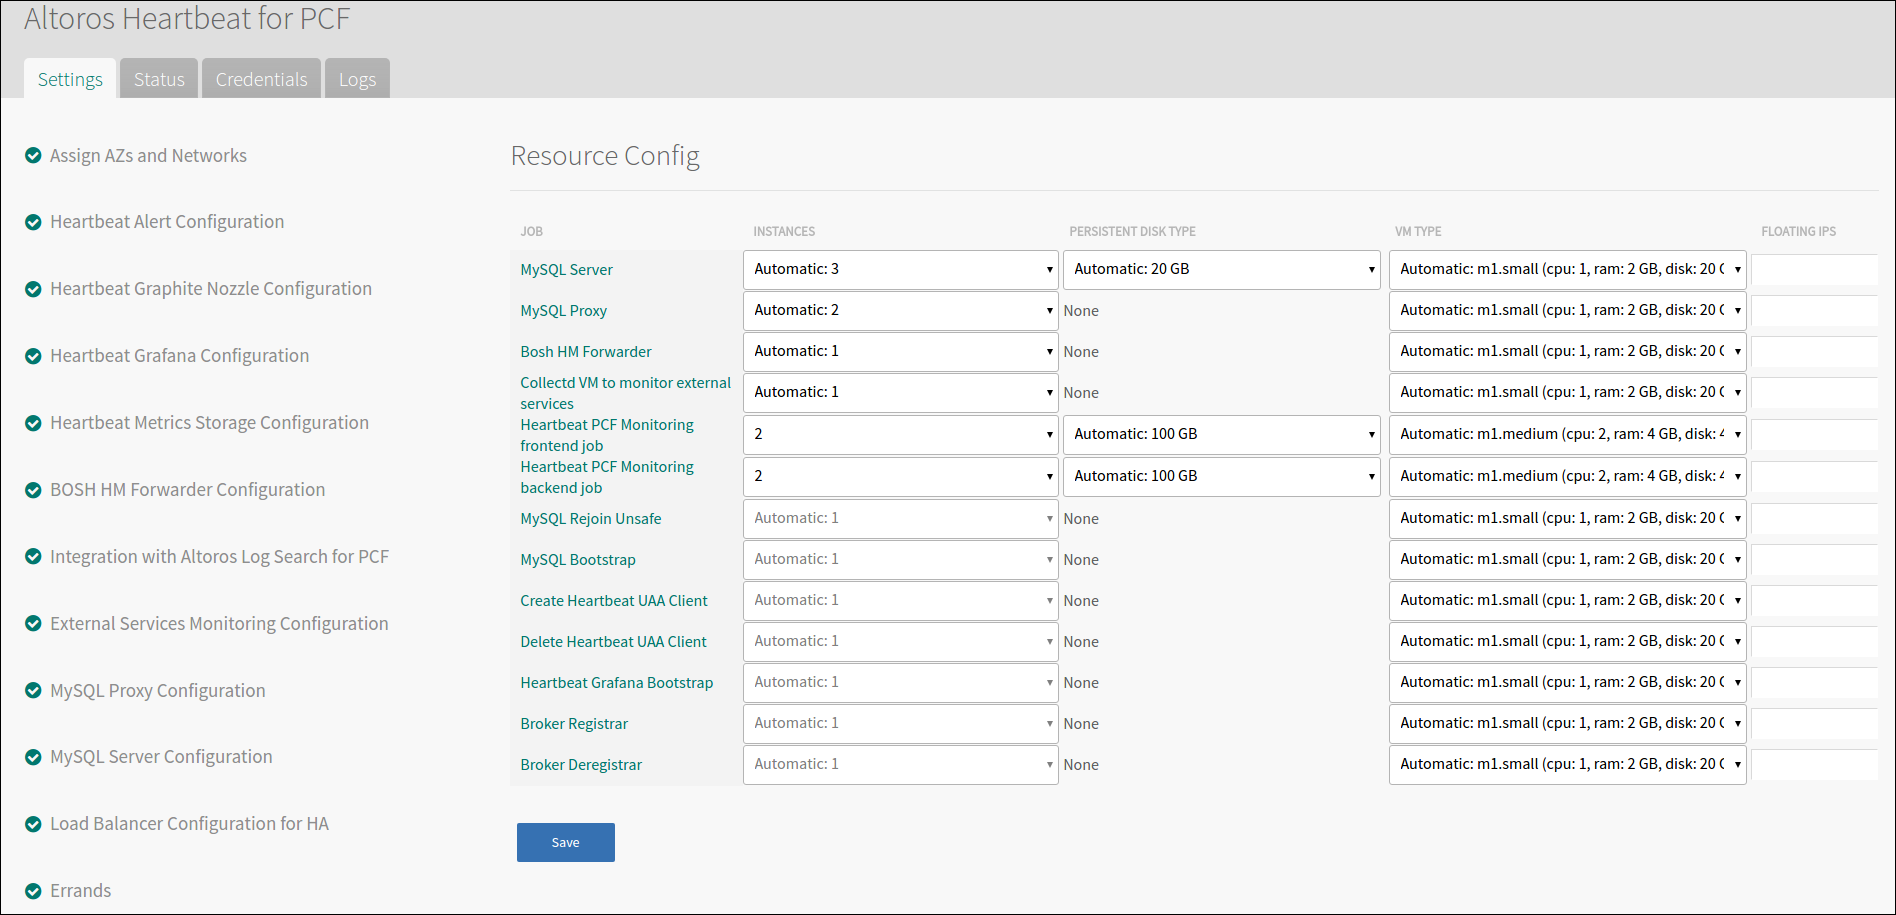 Altoros Heartbeat for PCF
Settings Status Credentials Logs
Assign AZs and Networks
Heartbeat Alert Configuration
Heartbeat Graphite Nozzle Configuration
Heartbeat Grafana Configuration
Heartbeat Metrics Storage Configuration
BOSH HM Forwarder Configuration
Integration with Altoros Log Search for PCF
External Services Monitoring Configuration
MySQL Proxy Configuration
MySQL Server Configuration
Load Balancer Configuration for HA
Errands
Resource Config
JOB INSTANCES PERSISTENT DISK TYPE VM TYPE FLOATING IPS
MySQL Server Automatic: 3 Automatic: 20 GB Automatic: m1.small (cpu: 1, ram: 2 GB, disk: 20
MySQL Proxy Automatic: 2 None Automatic: m1.small (cpu: 1, ram: 2 GB, disk: 20
Bosh HM Forwarder Automatic: 1 None Automatic: m1.small (cpu: 1, ram: 2 GB, disk: 20
Collectd VM to monitor external
services Automatic: 1 None Automatic: m1.small (cpu: 1, ram: 2 GB, disk: 20
Heartbeat PCF Monitoring
frontend job 2 Automatic: 100 GB Automatic: m1.medium (cpu: 2, ram: 4 GB, disk:
Heartbeat PCF Monitoring
backend job 2 Automatic: 100 GB Automatic: m1.medium (cpu: 2, ram: 4 GB, disk:
MySQL Rejoin Unsafe Automatic: 1 None Automatic: m1.small (cpu: 1, ram: 2 GB, disk: 20
MySQL Bootstrap Automatic: 1 None Automatic: m1.small (cpu: 1, ram: 2 GB, disk: 20
Create Heartbeat UAA Client Automatic: 1 None Automatic: m1.small (cpu: 1, ram: 2 GB, disk: 20
Delete Heartbeat UAA Client Automatic: 1 None Automatic: m1.small (cpu: 1, ram: 2 GB, disk: 20
Heartbeat Grafana Bootstrap Automatic: 1 None Automatic: m1.small (cpu: 1, ram: 2 GB, disk: 20
Broker Registrar Automatic: 1 None Automatic: m1.small (cpu: 1, ram: 2 GB, disk: 20
Broker Deregistrar Automatic: 1 None Automatic: m1.small (cpu: 1, ram: 2 GB, disk: 20
Save